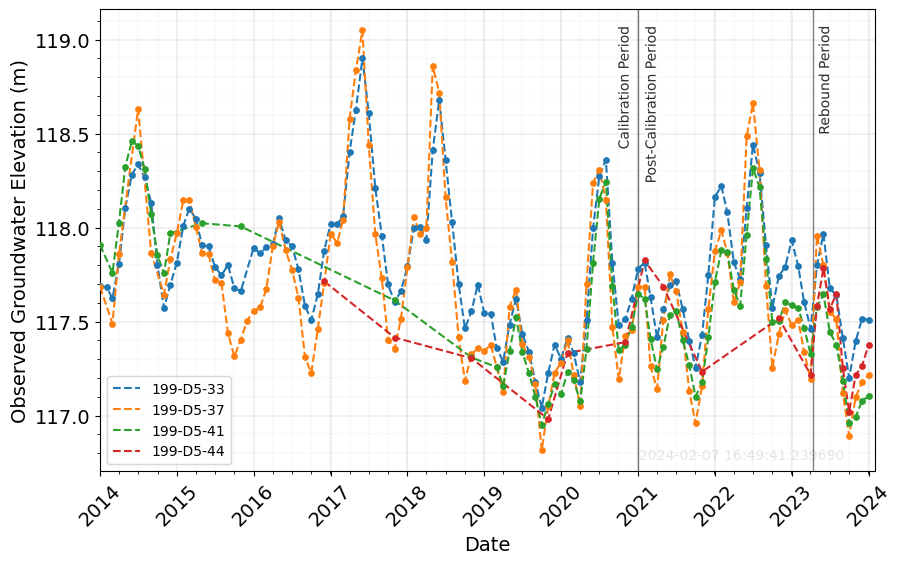 Observed Groundwater Elevation (m)
119.0
118.5
118.0
117.5
117.0
Calibration Period
Post-Calibration Period
Rebound Period
199-D5-33
199-D5-37
199-D5-41
199-D5-44
2024-02-07 16:49:41.239690
2014
2015
2016
2017
2018
2019
2020
2021
2022
2023
2024
Date